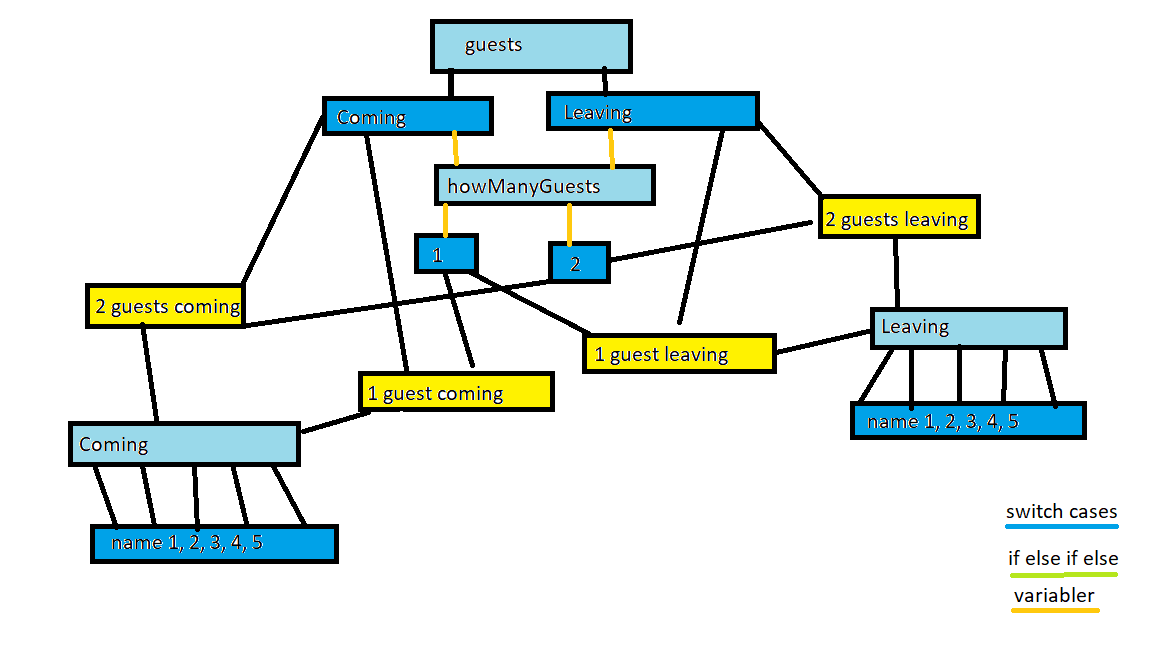 guests
Coming
Leaving
howManyGuests
2 guests leaving
1
2
2 guests coming
Leaving
1 guest leaving
1 guest coming
name 1, 2, 3, 4, 5
Coming
name 1, 2, 3, 4, 5
switch cases
if else if else
variabler